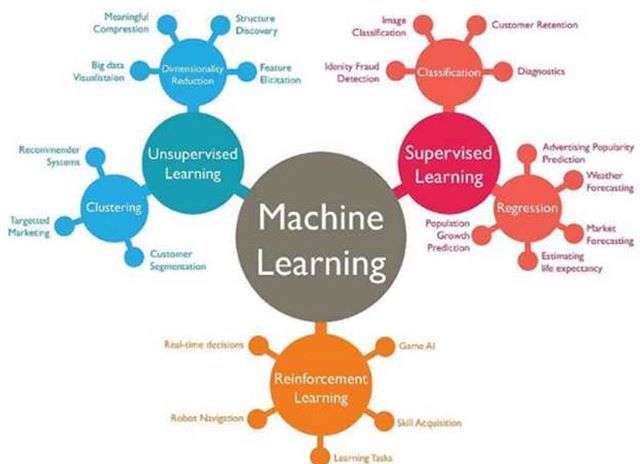 Meaningful
Compression
Structure
Discovery
Big data
Visualistaion
Dimensionality
Reduction
Feature
Elicitation
Image
Classification
Customer Retention
Idenity Fraud
Detection
Classification
Diagnostics
Recommender
Systems
Unsupervised
Learning
Supervised
Learning
Advertising Popularity
Prediction
Weather
Forecasting
Clustering
Regression
Targetted
Marketing
Customer
Segmentation
Machine
Learning
Population
Growth
Prediction
Market
Forecasting
Estimating
life expectancy
Real-time decisions
Game AI
Reinforcement
Learning
Robot Navigation
Skill Acquisition
Learning Tasks